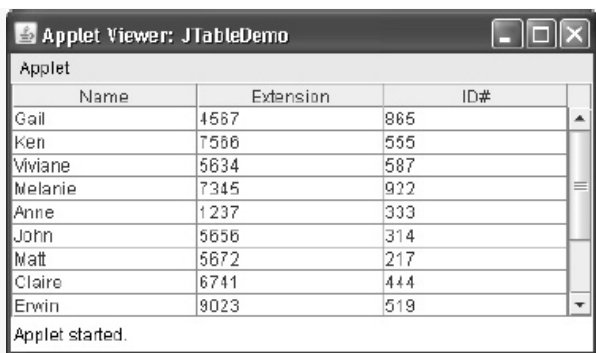 Applet Viewer: JTableDemo
Applet
Name Extension ID#
Gail 4567 865
Ken 7566 555
Viviane 5634 587
Melanie 7345 922
Anne 1237 333
John 5656 314
Matt 5672 217
Claire 6741 444
Erwin 9023 519
Applet started.